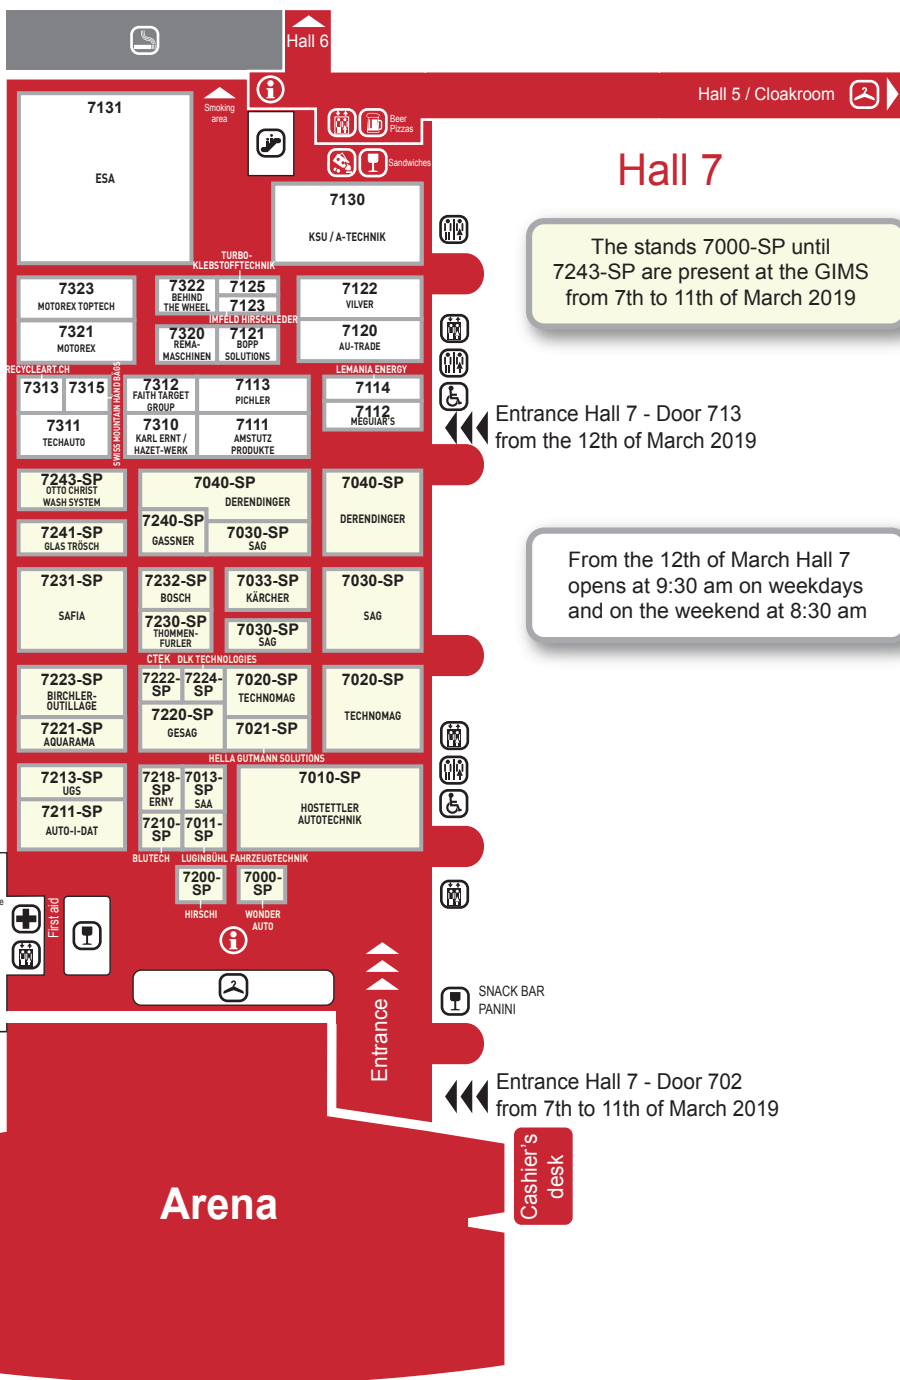 Hall 6
Hall 5 / Cloakroom
Smoking
area
Beer
Pizzas
Sandwiches
Hall 7
7131
ESA
7130
KSU / A-TECHNIK
The stands 7000-SP until
7243-SP are present at the GIMS
from 7th to 11th of March 2019
TURBO-
KLEBSTOFFTECHNIK
7323
MOTOREX TOPTECH
7322
BEHIND
THE WHEEL
7125
7123
IMFELD HIRSCHLEDER
7122
VILVER
7321
MOTOREX
7320
REMA-
MASCHINEN
7121
BOPP
SOLUTIONS
7120
AU-TRADE
RECYCLEART.CH
LEMANIA ENERGY
7313
7315
SWISS MOUNTAIN HAND BAGS
7312
FAITH TARGET
GROUP
7113
PICHLER
7114
7112
MEGUIAR'S
7311
TECHAUTO
7310
KARL ERNT /
HAZET-WERK
7111
AMSTUTZ
PRODUKTE
Entrance Hall 7 - Door 713
from the 12th of March 2019
7243-SP
OTTO CHRIST
WASH SYSTEM
7040-SP
DERENDINGER
7040-SP
DERENDINGER
7241-SP
GLAS TRÖSCH
7240-SP
GASSNER
7030-SP
SAG
From the 12th of March Hall 7
opens at 9:30 am on weekdays
and on the weekend at 8:30 am
7231-SP
SAFIA
7232-SP
BOSCH
7033-SP
KÄRCHER
7030-SP
SAG
7230-SP
THOMMEN-
FURLER
7030-SP
SAG
CTEK
DLK TECHNOLOGIES
7223-SP
BIRCHLER-
OUTILLAGE
7222-
SP
7224-
SP
7020-SP
TECHNOMAG
7020-SP
TECHNOMAG
7221-SP
AQUARAMA
7220-SP
GESAG
7021-SP
HELLA GUTMANN SOLUTIONS
7213-SP
UGS
7218-
SP
ERNY
7013-
SP
SAA
7010-SP
HOSTETTLER
AUTOTECHNIK
7211-SP
AUTO-I-DAT
7210-
SP
7011-
SP
BLUTECH
LUGINBÜHL FAHRZEUGTECHNIK
7200-
SP
7000-
SP
HIRSCHI
WONDER
AUTO
e
First aid
SNACK BAR
PANINI
Entrance
Entrance Hall 7 - Door 702
from 7th to 11th of March 2019
Cashier's
desk
Arena